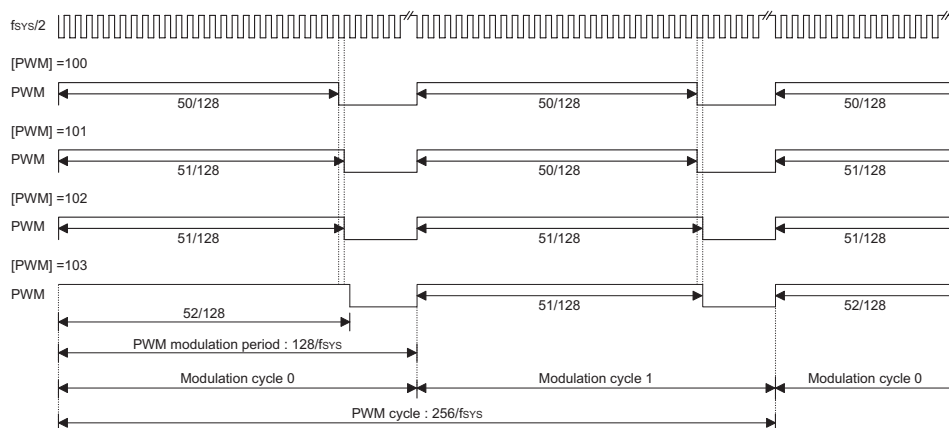 fSYS/2
[PWM] =100
PWM
50/128
50/128
50/128
[PWM] =101
PWM
51/128
50/128
51/128
[PWM] =102
PWM
51/128
51/128
51/128
[PWM] =103
PWM
52/128
51/128
52/128
PWM modulation period : 128/fSYS
Modulation cycle 0
Modulation cycle 1
Modulation cycle 0
PWM cycle : 256/fSYS